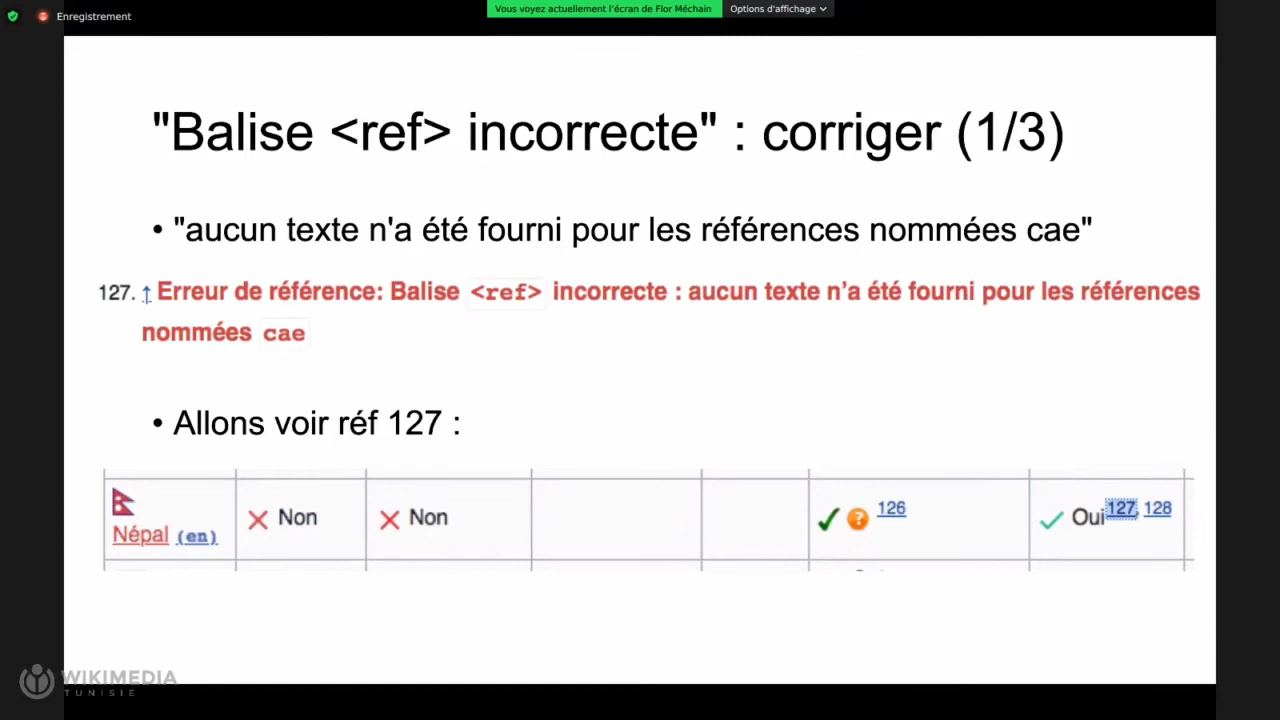 Enregistrement
Vous voyez actuellement l'écran de Flor Méchain
Options d'affichage
"Balise <ref> incorrecte" : corriger (1/3)
• "aucun texte n'a été fourni pour les références nommées cae"
127. ↑ Erreur de référence: Balise <ref> incorrecte : aucun texte n’a été fourni pour les références
nommées cae
• Allons voir réf 127 :
Népal (en) Non Non 126 Oui 127, 128
WIKIMEDIA
TUNISIE